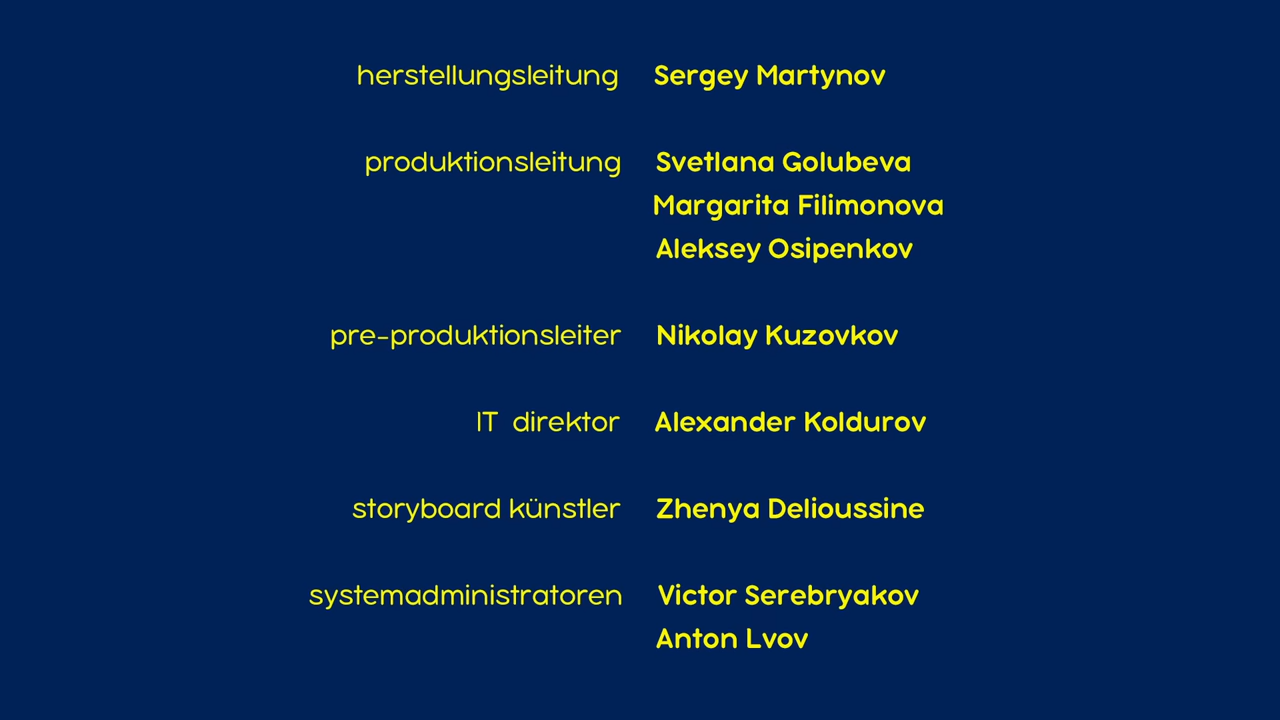 herstellungsleitung Sergey Martynov
produktionsleitung Svetlana Golubeva
Margarita Filimonova
Aleksey Osipenkov
pre-produktionsleiter Nikolay Kuzovkov
IT direktor Alexander Koldurov
storyboard künstler Zhenya Delioussine
systemadministratoren Victor Serebryakov
Anton Lvov